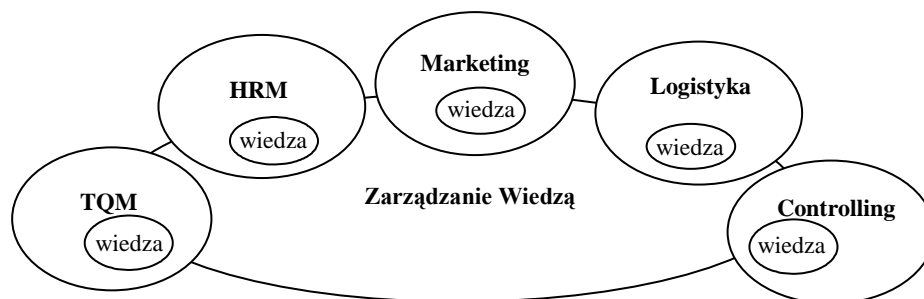 Marketing
wiedza
HRM
wiedza
Logistyka
wiedza
Zarządzanie Wiedzą
TQM
wiedza
Controlling
wiedza